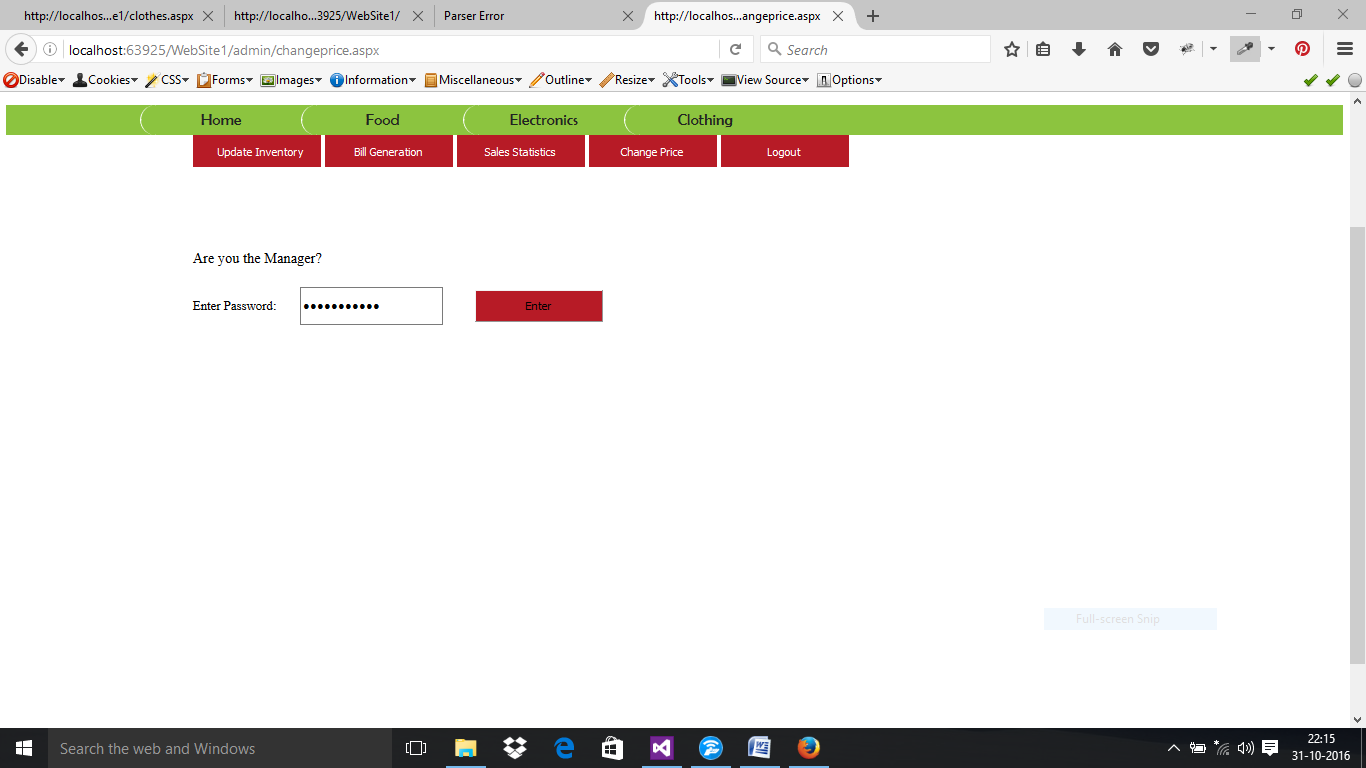 http://localhos...e1/clothes.aspx http://localho...3925/WebSite1/ Parser Error http://localhos...angeprice.aspx
localhost:63925/WebSite1/admin/changeprice.aspx Search
Disable Cookies CSS Forms Images Information Miscellaneous Outline Resize Tools View Source Options
Home Food Electronics Clothing
Update Inventory Bill Generation Sales Statistics Change Price Logout
Are you the Manager?
Enter Password: ••••••••••• Enter
Full-screen Snip
Search the web and Windows
22:15
31-10-2016